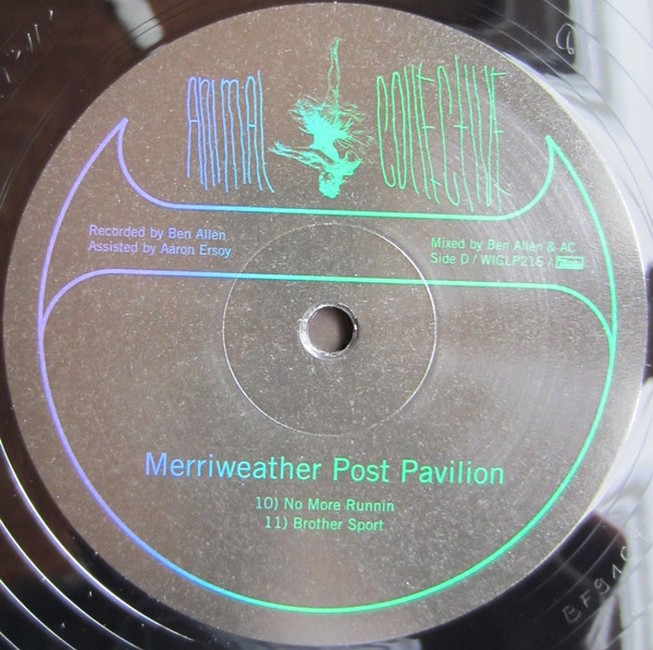 ANIMAL COLLECTIVE
Recorded by Ben Allen
Assisted by Aaron Ersoy
Mixed by Ben Allen & AC
Side D / WIGLP216 / Domino
Merriweather Post Pavilion
10) No More Runnin
11) Brother Sport